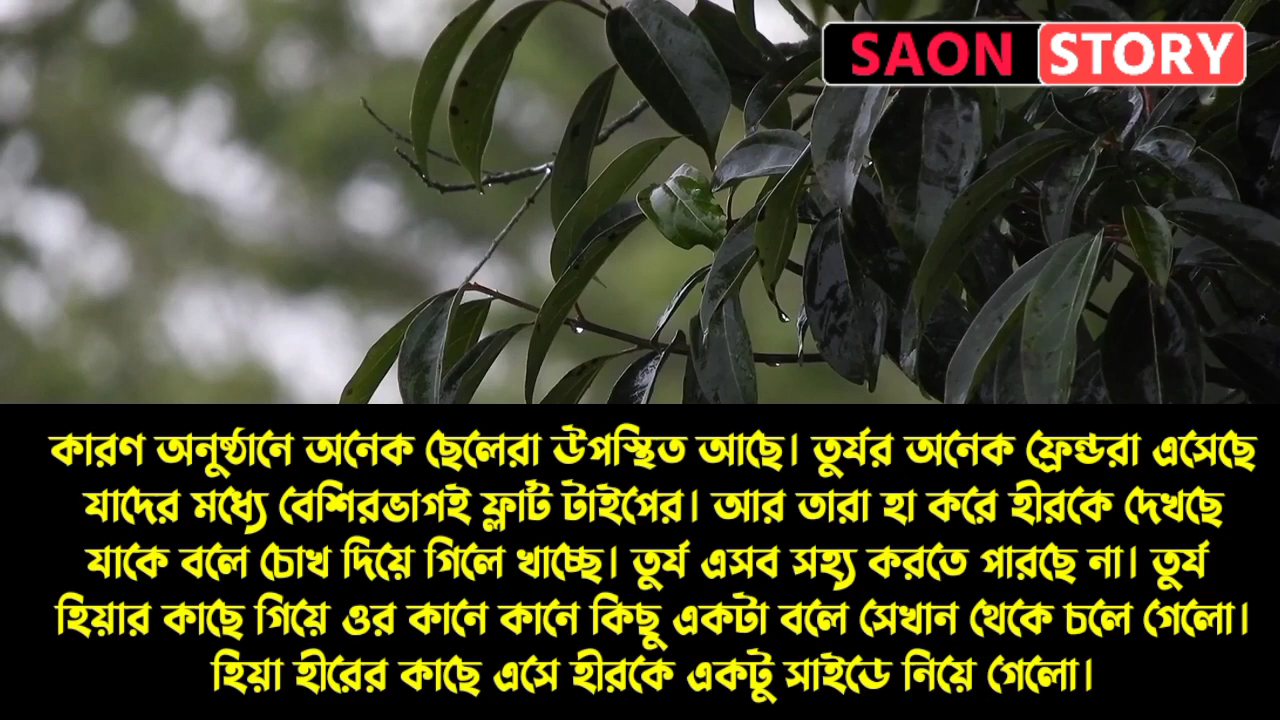 SAON STORY
কারণ অনুষ্ঠানে অনেক ছেলেরা উপস্থিত আছে। তুর্যর অনেক ফ্রেন্ডরা এসেছে
যাদের মধ্যে বেশিরভাগই ফ্লার্ট টাইপের। আর তারা হা করে হীরকে দেখছে
যাকে বলে চোখ দিয়ে গিলে খাচ্ছে। তুর্য এসব সহ্য করতে পারছে না। তুর্য
হিয়ার কাছে গিয়ে ওর কানে কানে কিছু একটা বলে সেখান থেকে চলে গেলো।
হিয়া হীরের কাছে এসে হীরকে একটু সাইডে নিয়ে গেলো।